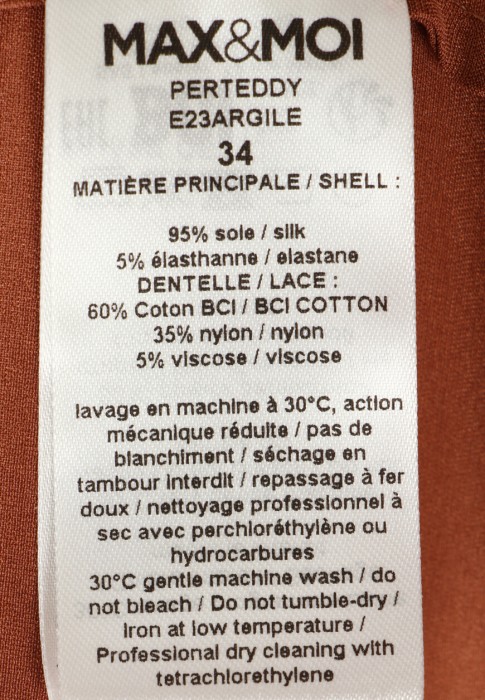 MAX&MOI
PERTEDDY
E23ARGILE
34
MATIÈRE PRINCIPALE / SHELL :
95% soie / silk
5% élasthanne / elastane
DENTELLE / LACE :
60% Coton BCI / BCI COTTON
35% nylon / nylon
5% viscose / viscose
lavage en machine à 30°C, action
mécanique réduite / pas de
blanchiment / séchage en
tambour interdit / repassage à fer
doux / nettoyage professionnel à
sec avec perchloréthylène ou
hydrocarbures
30°C gentle machine wash / do
not bleach / Do not tumble-dry /
Iron at low temperature /
Professional dry cleaning with
tetrachlorethylene